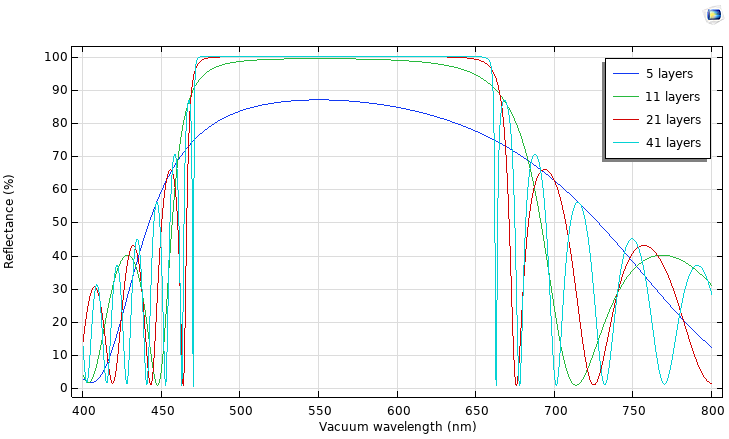 100
90
80
70
60
50
40
30
20
10
0
Reflectance (%)
5 layers
11 layers
21 layers
41 layers
400 450 500 550 600 650 700 750 800
Vacuum wavelength (nm)